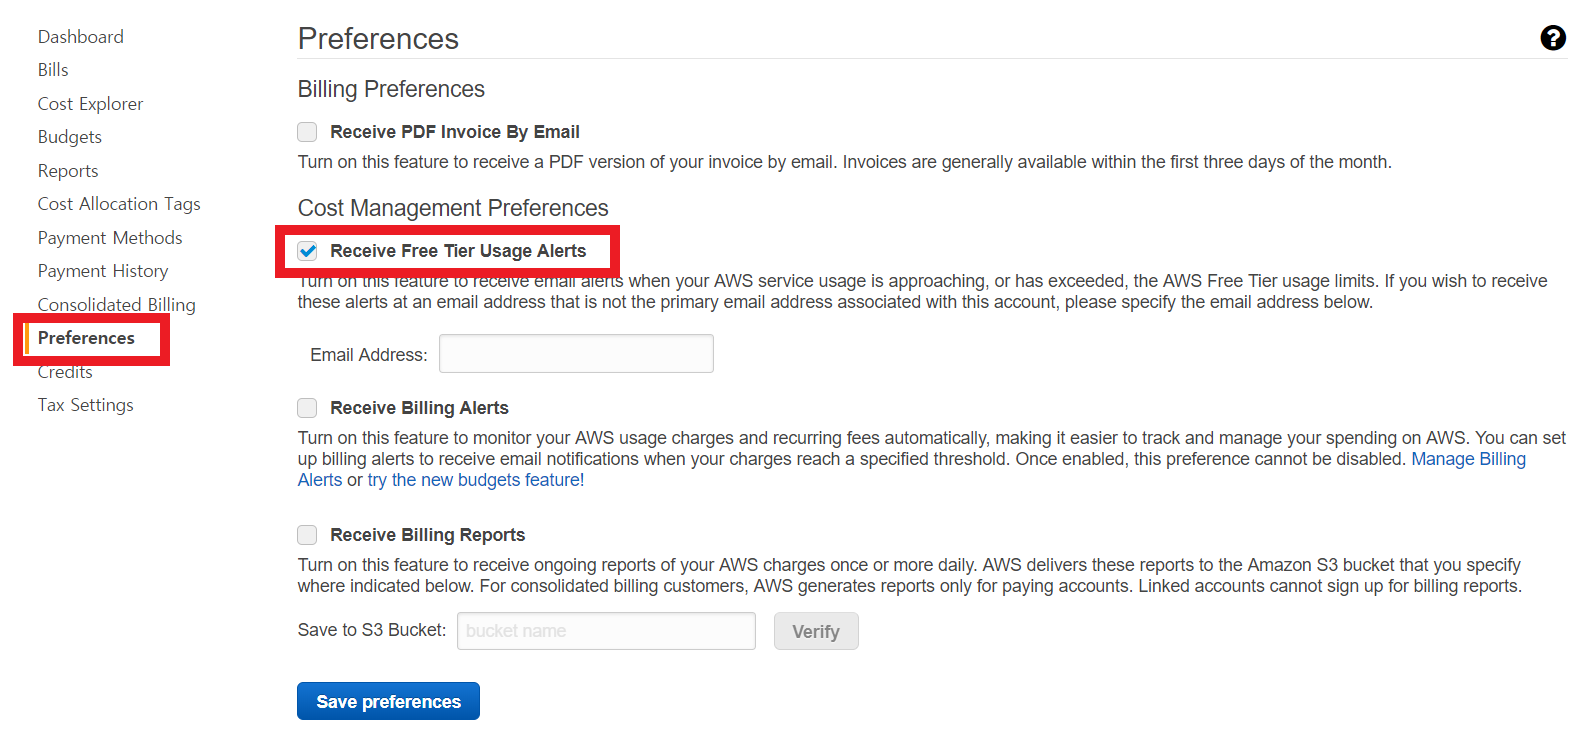 Dashboard
Bills
Cost Explorer
Budgets
Reports
Cost Allocation Tags
Payment Methods
Payment History
Consolidated Billing
Preferences
Credits
Tax Settings
Preferences
?
Billing Preferences
Receive PDF Invoice By Email
Turn on this feature to receive a PDF version of your invoice by email. Invoices are generally available within the first three days of the month.
Cost Management Preferences
Receive Free Tier Usage Alerts
Turn on this feature to receive email alerts when your AWS service usage is approaching, or has exceeded, the AWS Free Tier usage limits. If you wish to receive
these alerts at an email address that is not the primary email address associated with this account, please specify the email address below.
Email Address:
Receive Billing Alerts
Turn on this feature to monitor your AWS usage charges and recurring fees automatically, making it easier to track and manage your spending on AWS. You can set
up billing alerts to receive email notifications when your charges reach a specified threshold. Once enabled, this preference cannot be disabled. Manage Billing
Alerts or try the new budgets feature!
Receive Billing Reports
Turn on this feature to receive ongoing reports of your AWS charges once or more daily. AWS delivers these reports to the Amazon S3 bucket that you specify
where indicated below. For consolidated billing customers, AWS generates reports only for paying accounts. Linked accounts cannot sign up for billing reports.
Save to S3 Bucket: bucket name Verify
Save preferences